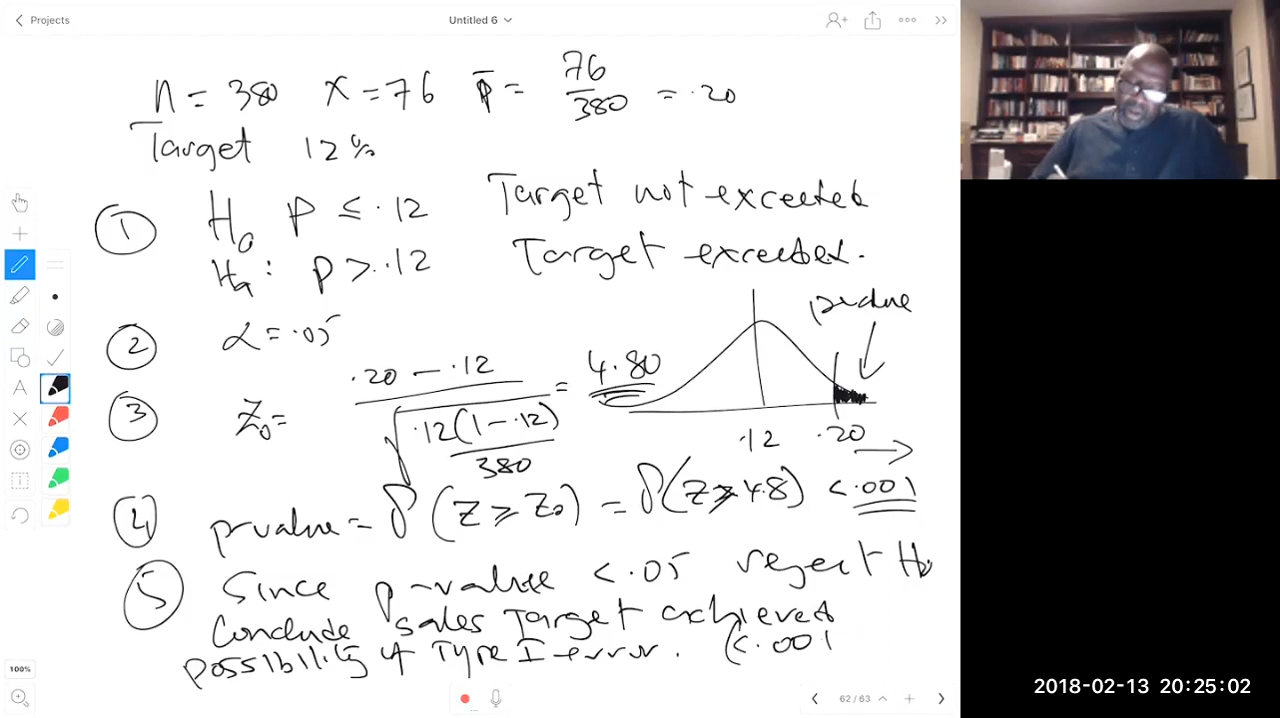 Projects
Untitled 6
n = 380 x = 76 p̅ = 76/380 = .20
Target 12%
① H₀ p ≤ .12 Target not exceeded
Ha: p > .12 Target exceeded.
② α = .05
p-value
③ Z₀ = (.20 − .12) / √(.12(1 − .12)/380) = 4.80
.12 .20
④ p-value = P(Z ≥ Z₀) = P(Z ≥ 4.8) < .001
⑤ Since p-value < .05 reject H₀
Conclude sales Target achieved
possibility of Type I error. (< .001
100%
62/63
2018-02-13 20:25:02